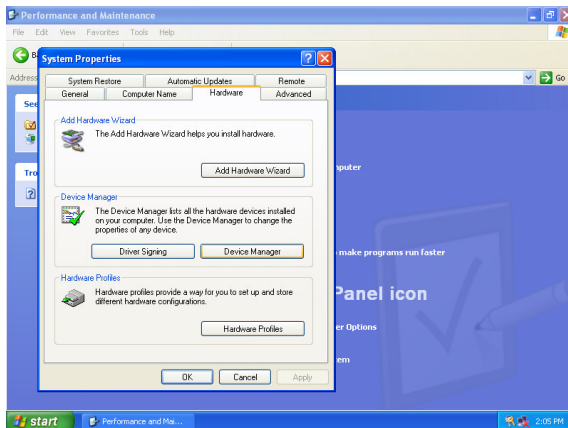 Performance and Maintenance
File Edit View Favorites Tools Help
Address
Go
System Properties
System Restore Automatic Updates Remote
General Computer Name Hardware Advanced
Add Hardware Wizard
The Add Hardware Wizard helps you install hardware.
Add Hardware Wizard
Device Manager
The Device Manager lists all the hardware devices installed
on your computer. Use the Device Manager to change the
properties of any device.
Driver Signing Device Manager
Hardware Profiles
Hardware profiles provide a way for you to set up and store
different hardware configurations.
Hardware Profiles
OK Cancel Apply
See
Tro
mputer
make programs run faster
Panel icon
er Options
tem
start Performance and Mai... 2:05 PM